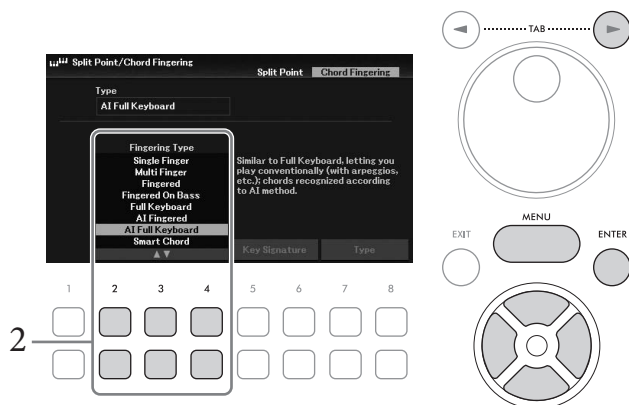 TAB
Split Point/Chord Fingering
Split Point Chord Fingering
Type
AI Full Keyboard
Fingering Type
Single Finger
Multi Finger
Fingered
Fingered On Bass
Full Keyboard
AI Fingered
AI Full Keyboard
Smart Chord
Similar to Full Keyboard, letting you
play conventionally (with arpeggios,
etc.); chords recognized according
to AI method.
Key Signature Type
MENU
EXIT
ENTER
1 2 3 4 5 6 7 8
2